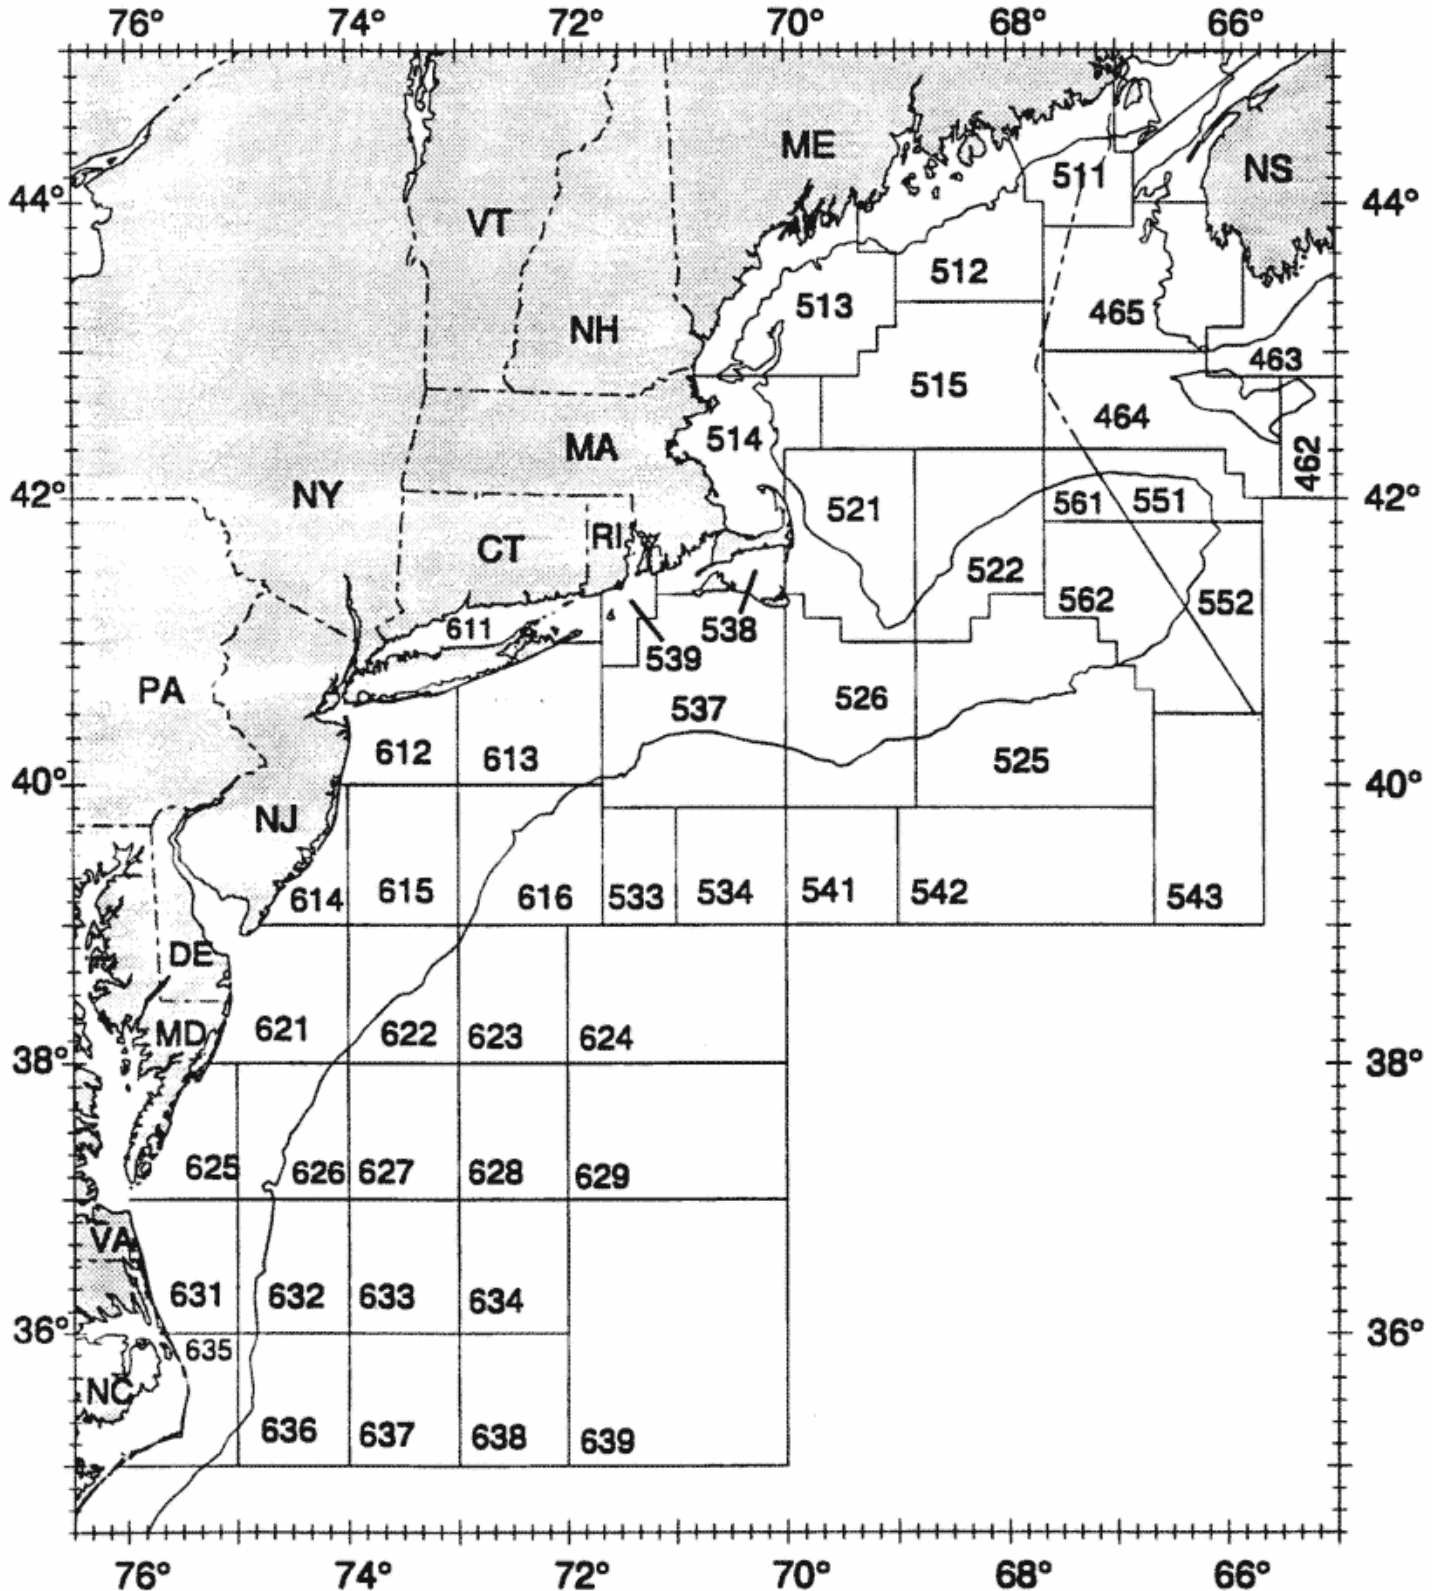 76° 74° 72° 70° 68° 66°
ME
511
NS
44° 44°
VT
512
513
465
NH
463
515
464
514
MA
462
42° 42°
NY
561 551
521
RI
CT
522
562 552
611
538
539
PA
526
537
612 613
525
40° 40°
NJ
614 615 616 533 534 541 542 543
DE
MD 621 622 623 624
38° 38°
625 626 627 628 629
VA
631 632 633 634
36° 36°
635
NC
636 637 638 639
76° 74° 72° 70° 68° 66°